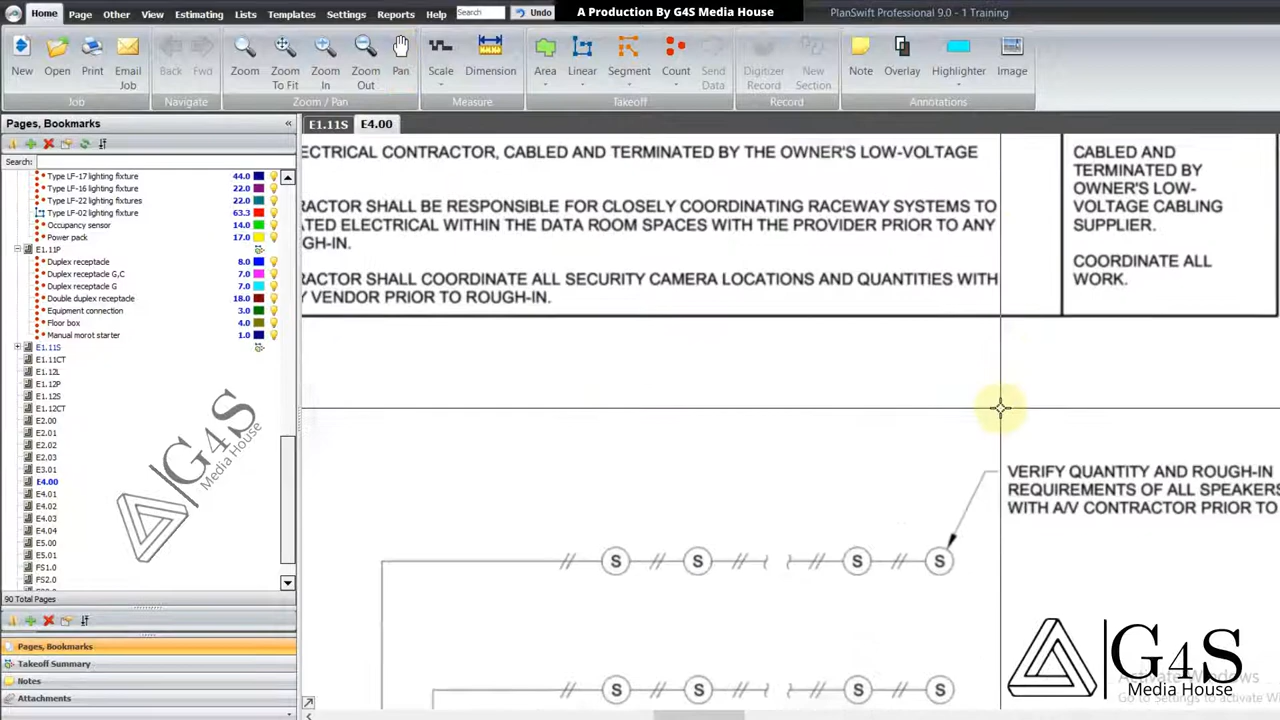 Home
Page
Other
View
Estimating
Lists
Templates
Settings
Reports
Help
Search
Undo
A Production By G4S Media House
PlanSwift Professional 9.0 - 1 Training
New
Open
Print
Email Job
Job
Back
Fwd
Navigate
Zoom
Zoom To Fit
Zoom In
Zoom Out
Pan
Zoom / Pan
Scale
Dimension
Measure
Area
Linear
Segment
Count
Send Data
Takeoff
Digitizer Record
New Section
Record
Note
Overlay
Highlighter
Image
Annotations
Pages, Bookmarks
Search:
Type LF-17 lighting fixture 44.0
Type LF-16 lighting fixture 22.0
Type LF-22 lighting fixtures 22.0
Type LF-02 lighting fixture 63.3
Occupancy sensor 14.0
Power pack 17.0
E1.11P
Duplex receptacle 8.0
Duplex receptacle G,C 7.0
Duplex receptacle G 7.0
Double duplex receptacle 18.0
Equipment connection 3.0
Floor box 4.0
Manual morot starter 1.0
E1.11S
E1.11CT
E1.12L
E1.12P
E1.12S
E1.12CT
E2.00
E2.01
E2.02
E2.03
E3.01
E4.00
E4.01
E4.02
E4.03
E4.04
E5.00
E5.01
FS1.0
FS2.0
90 Total Pages
Pages, Bookmarks
Takeoff Summary
Notes
Attachments
G4S
Media House
E1.11S
E4.00
ECTRICAL CONTRACTOR, CABLED AND TERMINATED BY THE OWNER'S LOW-VOLTAGE
RACTOR SHALL BE RESPONSIBLE FOR CLOSELY COORDINATING RACEWAY SYSTEMS TO
ATED ELECTRICAL WITHIN THE DATA ROOM SPACES WITH THE PROVIDER PRIOR TO ANY
GH-IN.
RACTOR SHALL COORDINATE ALL SECURITY CAMERA LOCATIONS AND QUANTITIES WITH
Y VENDOR PRIOR TO ROUGH-IN.
CABLED AND
TERMINATED BY
OWNER'S LOW-
VOLTAGE CABLING
SUPPLIER.
COORDINATE ALL
WORK.
VERIFY QUANTITY AND ROUGH-IN
REQUIREMENTS OF ALL SPEAKERS
WITH A/V CONTRACTOR PRIOR TO
S S S S
S S S S
G4S
Media House
Activate Windows
Go to Settings to activate W